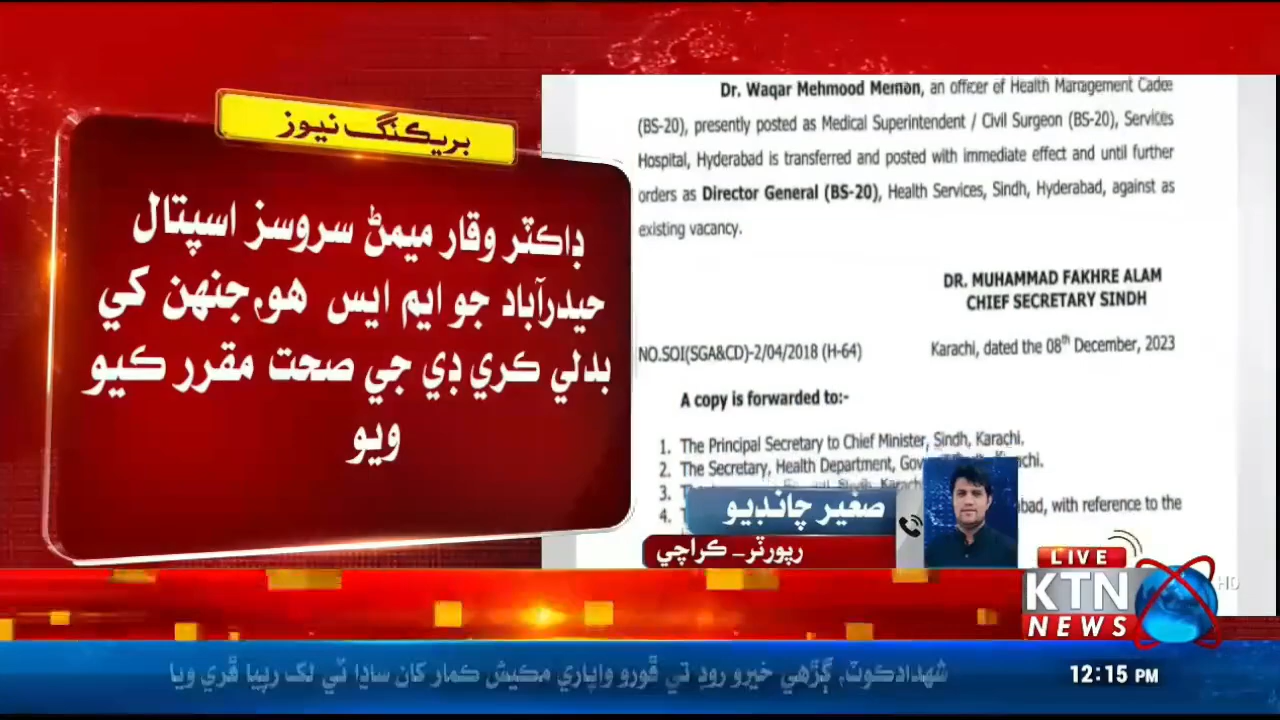 بريڪنگ نيوز
ڊاڪٽر وقار ميمڻ سروسز اسپتال
حيدرآباد جو ايم ايس هو، جنهن کي
بدلي ڪري ڊي جي صحت مقرر ڪيو
ويو
Dr. Waqar Mehmood Memon, an officer of Health Management Cadee
(BS-20), presently posted as Medical Superintendent / Civil Surgeon (BS-20), Services
Hospital, Hyderabad is transferred and posted with immediate effect and until further
orders as Director General (BS-20), Health Services, Sindh, Hyderabad, against as
existing vacancy.
DR. MUHAMMAD FAKHRE ALAM
CHIEF SECRETARY SINDH
NO.SOI(SGA&CD)-2/04/2018 (H-64)
Karachi, dated the 08th December, 2023
A copy is forwarded to:-
1. The Principal Secretary to Chief Minister, Sindh, Karachi.
2. The Secretary, Health Department,
3.
4. with reference to the
صغير چانڊيو
رپورٽر- ڪراچي
LIVE
KTN
NEWS
HD
شهدادڪوٽ، ڳڙهي خيرو روڊ تي ڦورو واپاري مڪيش ڪمار کان ساڍا ٽي لک رپيا ڦري ويا
12:15 PM